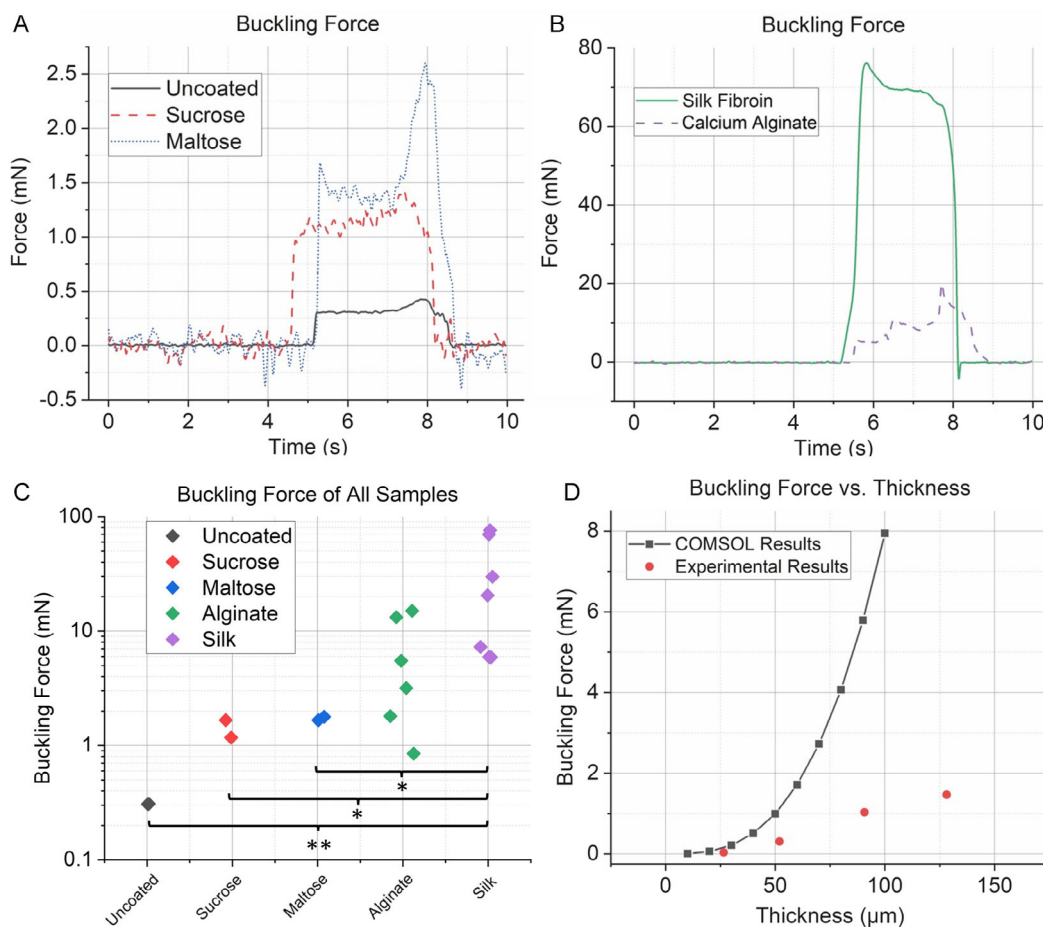 A
Buckling Force
Uncoated
Sucrose
Maltose
2.5
2.0
1.5
1.0
0.5
0.0
-0.5
Force (mN)
0 2 4 6 8 10
Time (s)
B
Buckling Force
Silk Fibroin
Calcium Alginate
80
60
40
20
0
Force (mN)
0 2 4 6 8 10
Time (s)
C
Buckling Force of All Samples
Uncoated
Sucrose
Maltose
Alginate
Silk
100
10
1
0.1
Buckling Force (mN)
*
*
**
Uncoated Sucrose Maltose Alginate Silk
D
Buckling Force vs. Thickness
COMSOL Results
Experimental Results
8
6
4
2
0
Buckling Force (mN)
0 50 100 150
Thickness (μm)